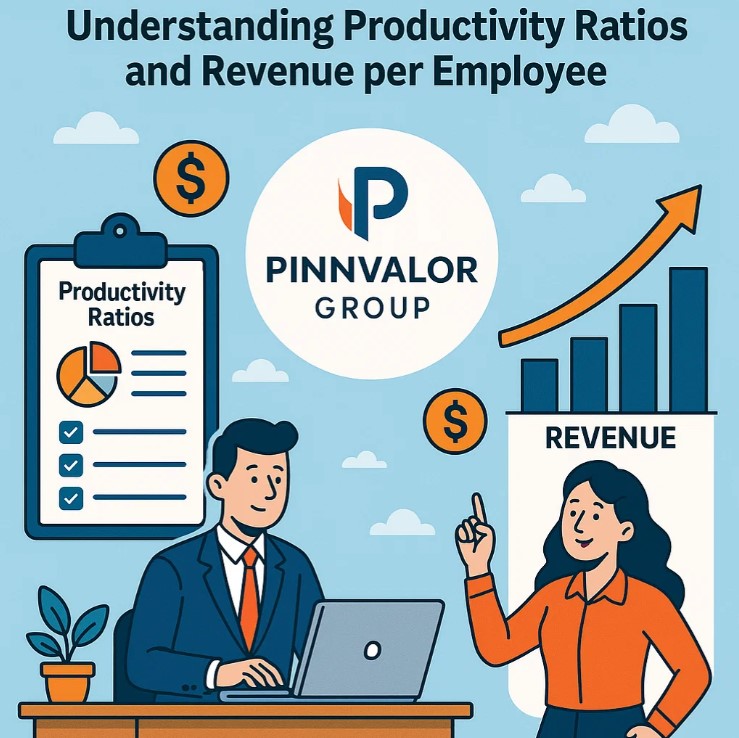 Understanding Productivity Ratios
and Revenue per Employee
$
P
PINNVALOR
GROUP
Productivity
Ratios
$
REVENUE